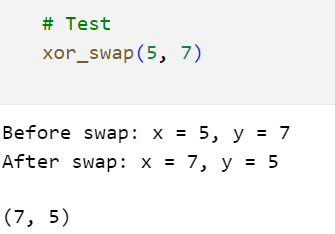 # Test
xor_swap(5, 7)
Before swap: x = 5, y = 7
After swap: x = 7, y = 5
(7, 5)